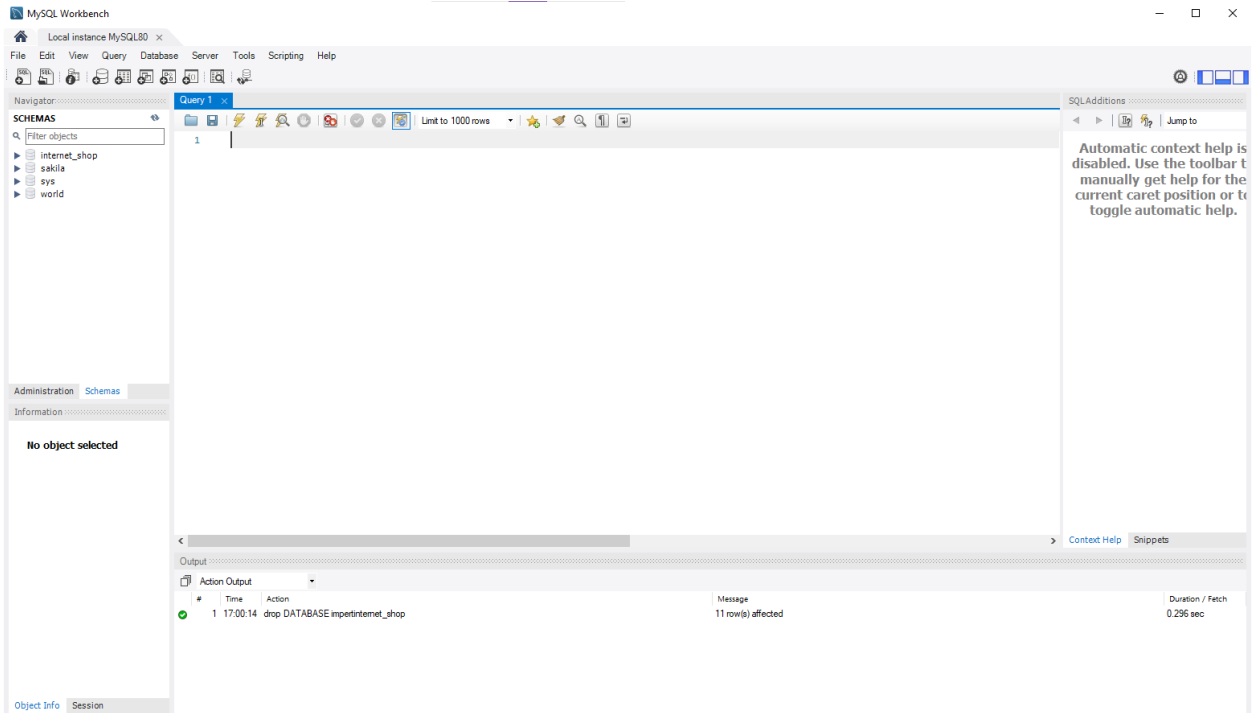 MySQL Workbench
Local instance MySQL80
File Edit View Query Database Server Tools Scripting Help
Navigator
SCHEMAS
Filter objects
internet_shop
sakila
sys
world
Administration Schemas
Information
No object selected
Object Info Session
Query 1
Limit to 1000 rows
1
Output
Action Output
# Time Action Message Duration / Fetch
1 17:00:14 drop DATABASE impertinternet_shop 11 row(s) affected 0.296 sec
SQLAdditions
Jump to
Automatic context help is
disabled. Use the toolbar t
manually get help for the
current caret position or to
toggle automatic help.
Context Help Snippets